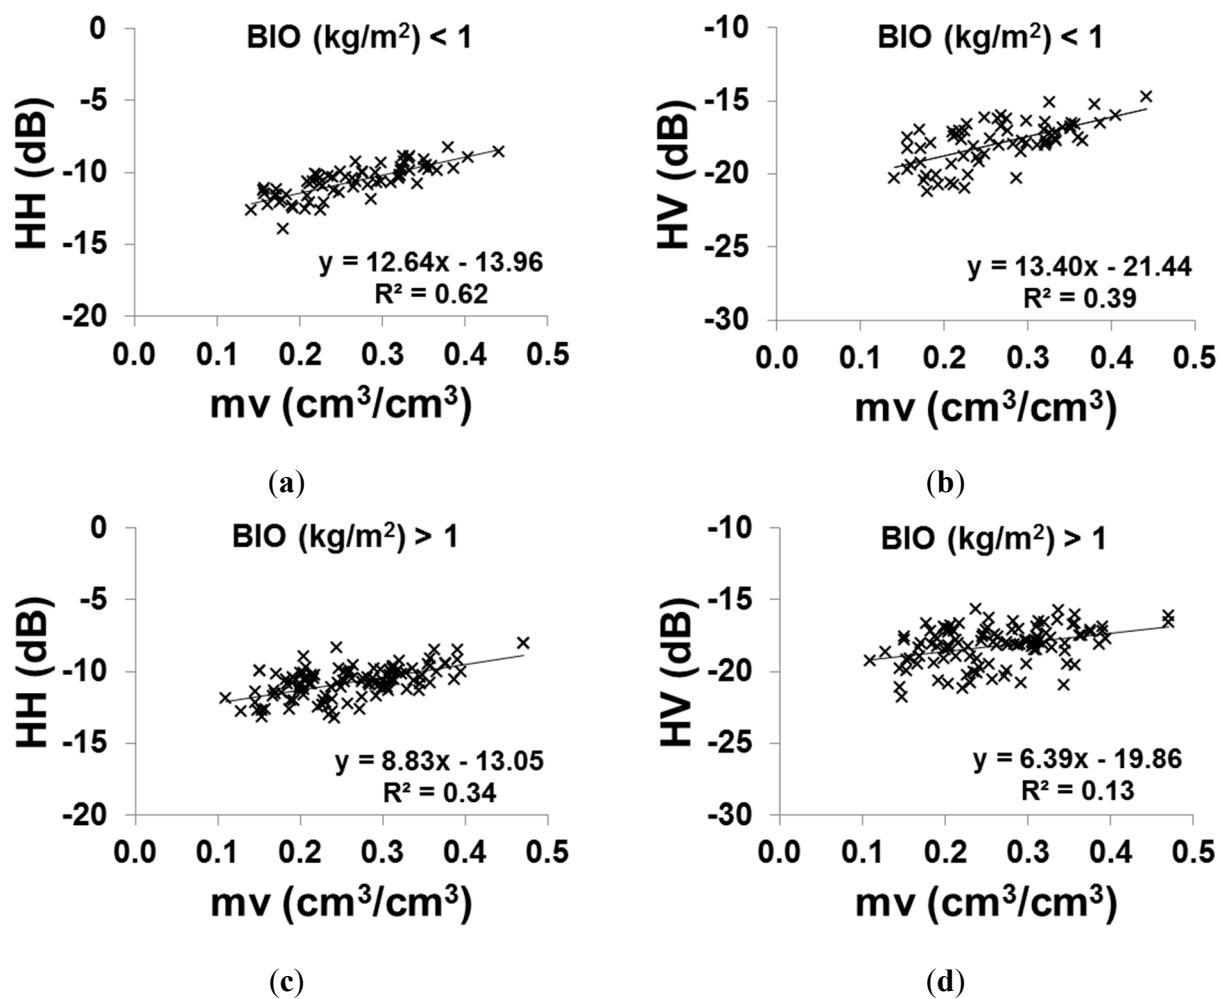 BIO (kg/m²) < 1
HH (dB)
0
-5
-10
-15
-20
y = 12.64x - 13.96
R² = 0.62
0.0 0.1 0.2 0.3 0.4 0.5
mv (cm³/cm³)
(a)
BIO (kg/m²) < 1
HV (dB)
-10
-15
-20
-25
-30
y = 13.40x - 21.44
R² = 0.39
0.0 0.1 0.2 0.3 0.4 0.5
mv (cm³/cm³)
(b)
BIO (kg/m²) > 1
HH (dB)
0
-5
-10
-15
-20
y = 8.83x - 13.05
R² = 0.34
0.0 0.1 0.2 0.3 0.4 0.5
mv (cm³/cm³)
(c)
BIO (kg/m²) > 1
HV (dB)
-10
-15
-20
-25
-30
y = 6.39x - 19.86
R² = 0.13
0.0 0.1 0.2 0.3 0.4 0.5
mv (cm³/cm³)
(d)